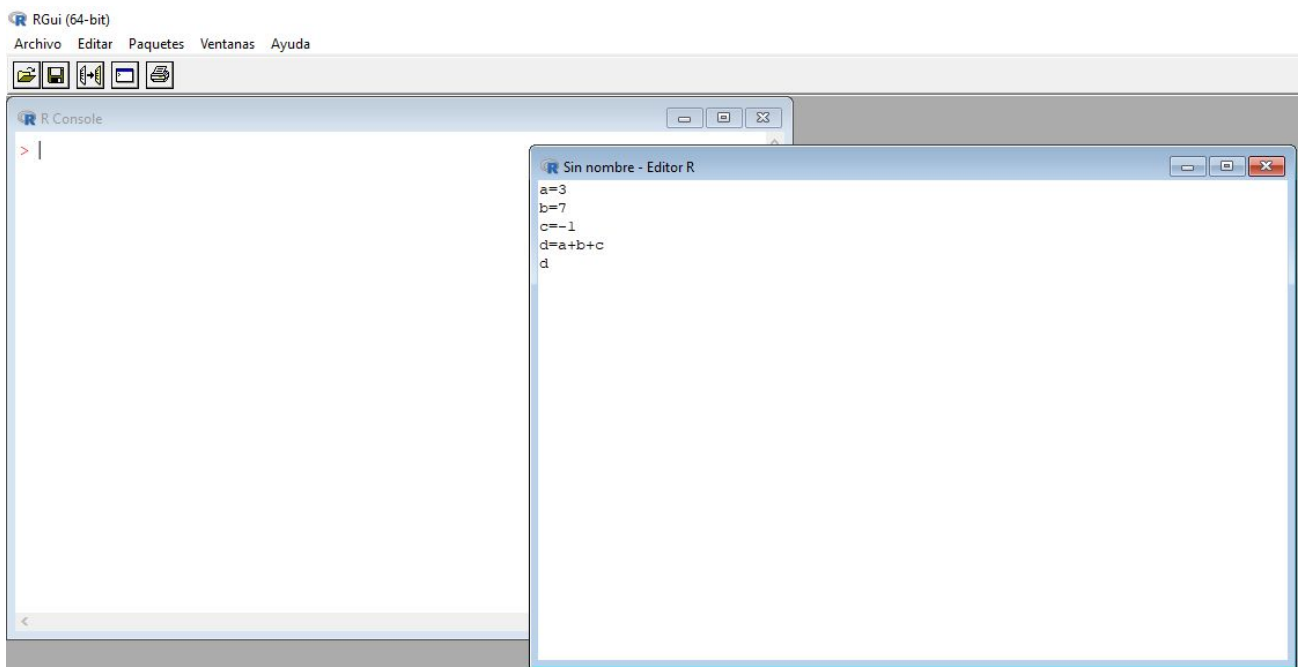 RGui (64-bit)
Archivo Editar Paquetes Ventanas Ayuda
R Console
>
Sin nombre - Editor R
a=3
b=7
c=-1
d=a+b+c
d